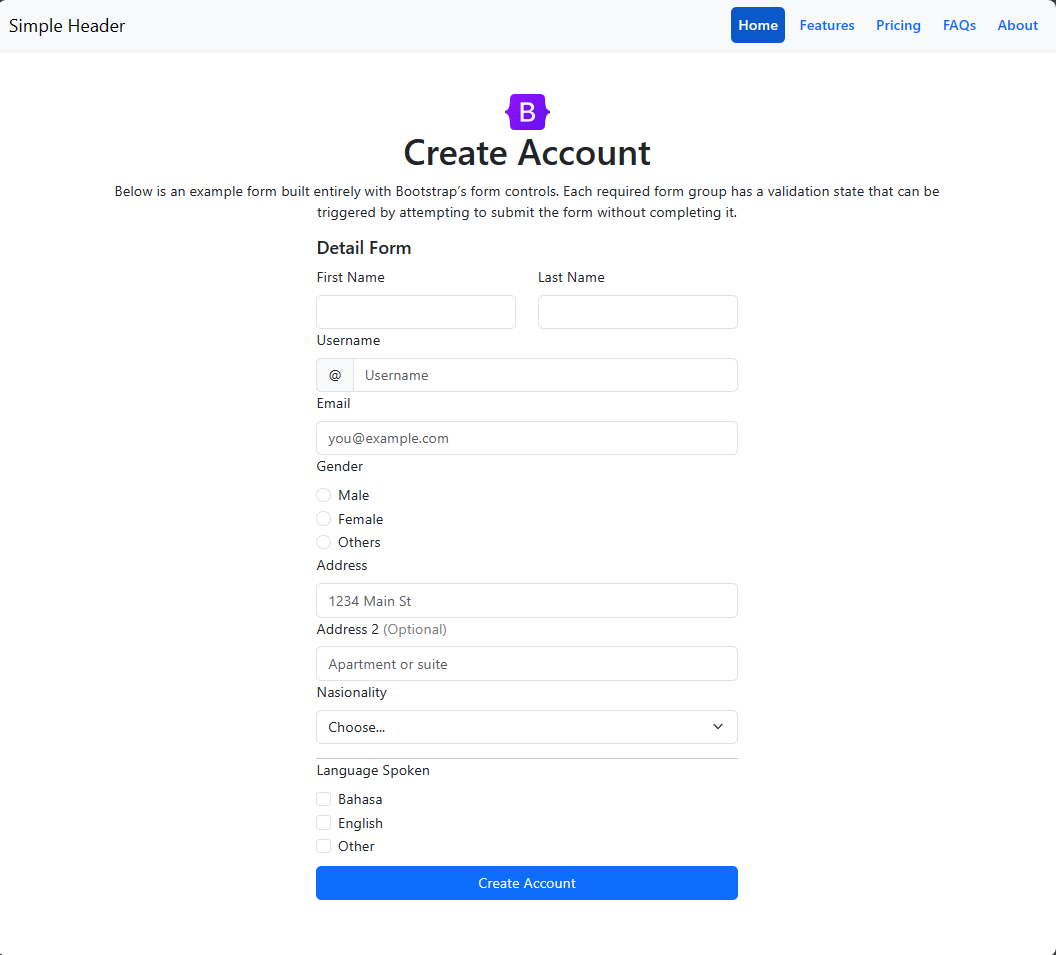 Simple Header
Home
Features
Pricing
FAQs
About
B
Create Account
Below is an example form built entirely with Bootstrap’s form controls. Each required form group has a validation state that can be
triggered by attempting to submit the form without completing it.
Detail Form
First Name
Last Name
Username
@ Username
Email
you@example.com
Gender
Male
Female
Others
Address
1234 Main St
Address 2 (Optional)
Apartment or suite
Nasionality
Choose...
Language Spoken
Bahasa
English
Other
Create Account